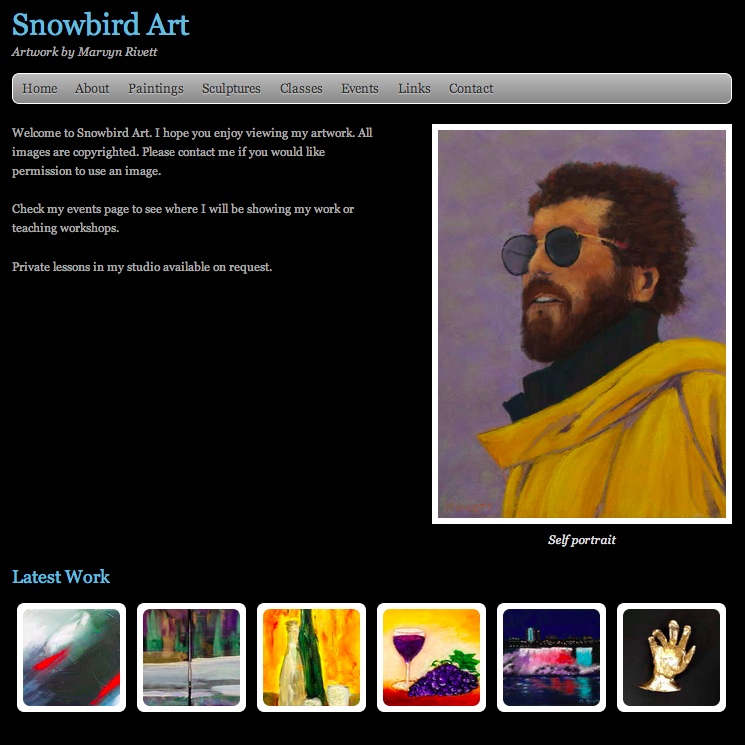 Snowbird Art
Artwork by Marvyn Rivett
Home About Paintings Sculptures Classes Events Links Contact
Welcome to Snowbird Art. I hope you enjoy viewing my artwork. All
images are copyrighted. Please contact me if you would like
permission to use an image.
Check my events page to see where I will be showing my work or
teaching workshops.
Private lessons in my studio available on request.
Self portrait
Latest Work